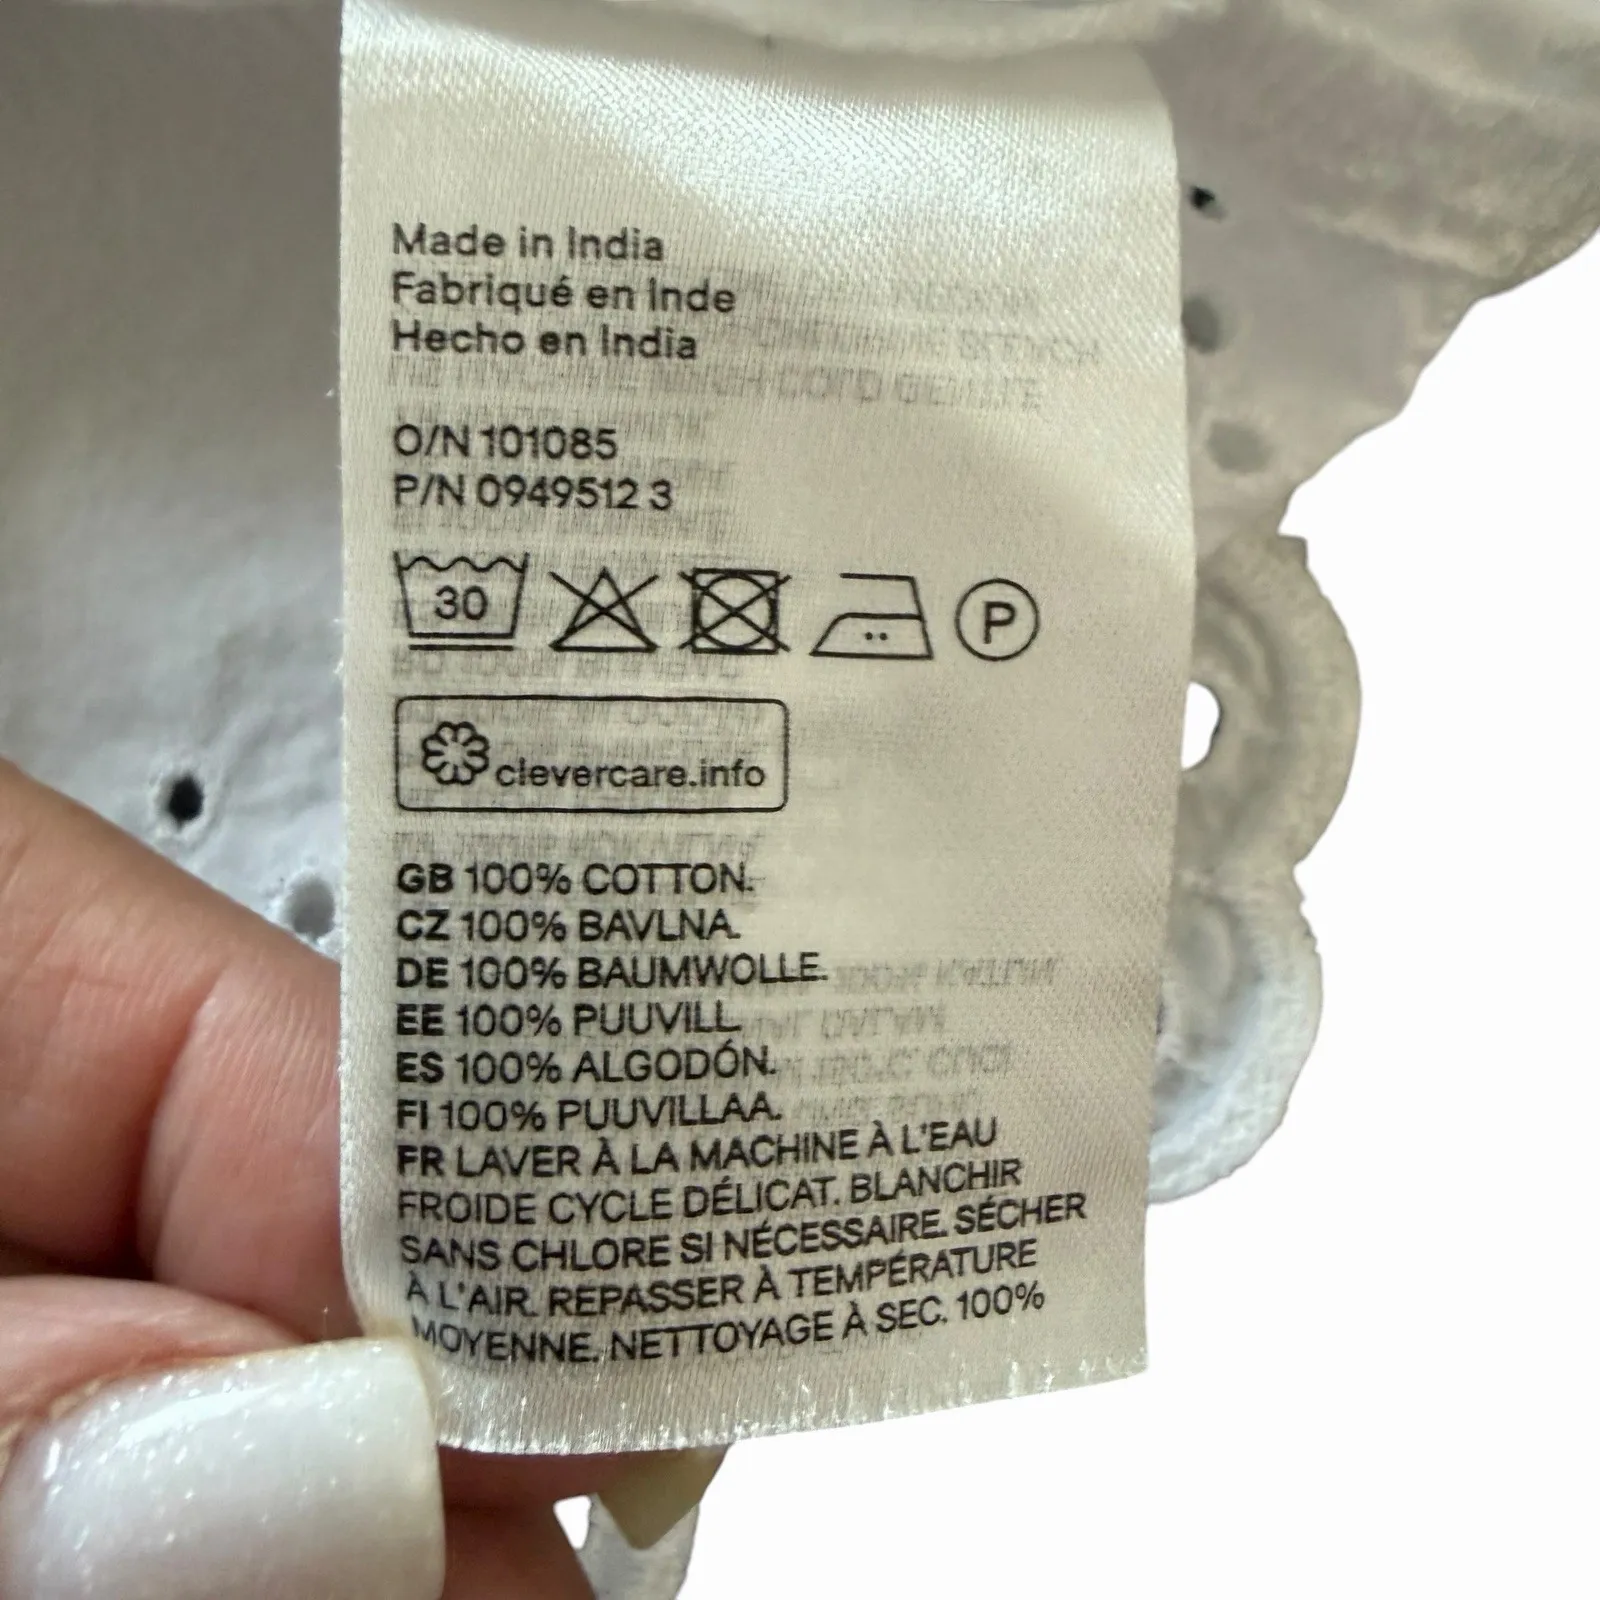 Made in India
Fabriqué en Inde
Hecho en India
O/N 101085
P/N 0949512 3
30
P
clevercare.info
GB 100% COTTON.
CZ 100% BAVLNA.
DE 100% BAUMWOLLE.
EE 100% PUUVILL.
ES 100% ALGODÓN.
FI 100% PUUVILLAA.
FR LAVER À LA MACHINE À L'EAU
FROIDE CYCLE DÉLICAT. BLANCHIR
SANS CHLORE SI NÉCESSAIRE. SÉCHER
À L'AIR. REPASSER À TEMPÉRATURE
MOYENNE. NETTOYAGE À SEC. 100%